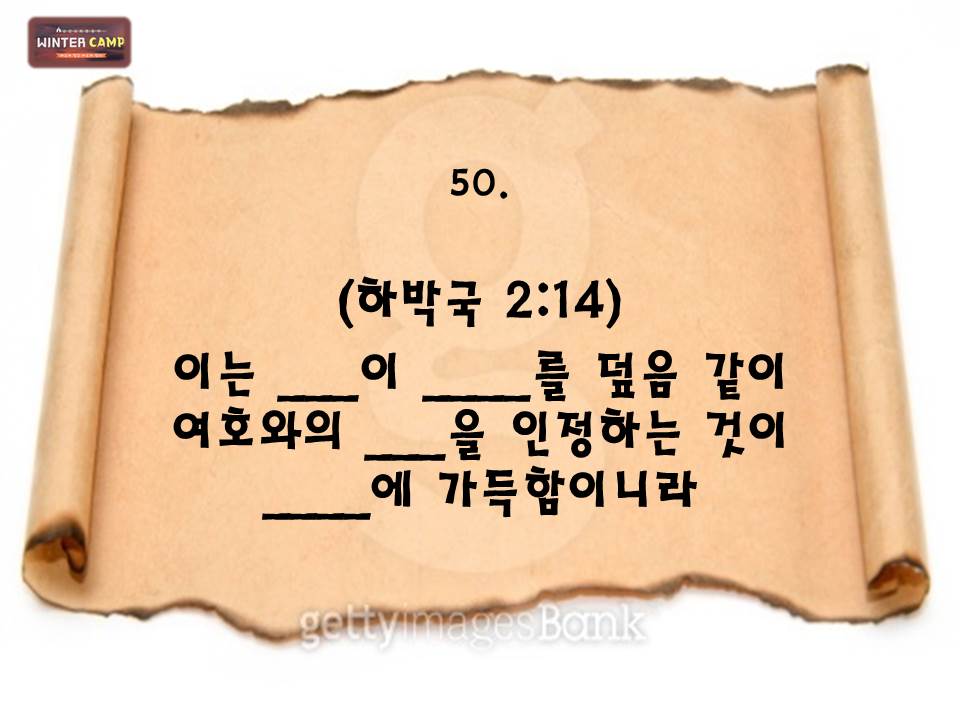 WINTER CAMP
50.
(하박국 2:14)
이는 ___이 ____를 덮음 같이
여호와의 ___을 인정하는 것이
____에 가득함이니라
gettyimagesBank